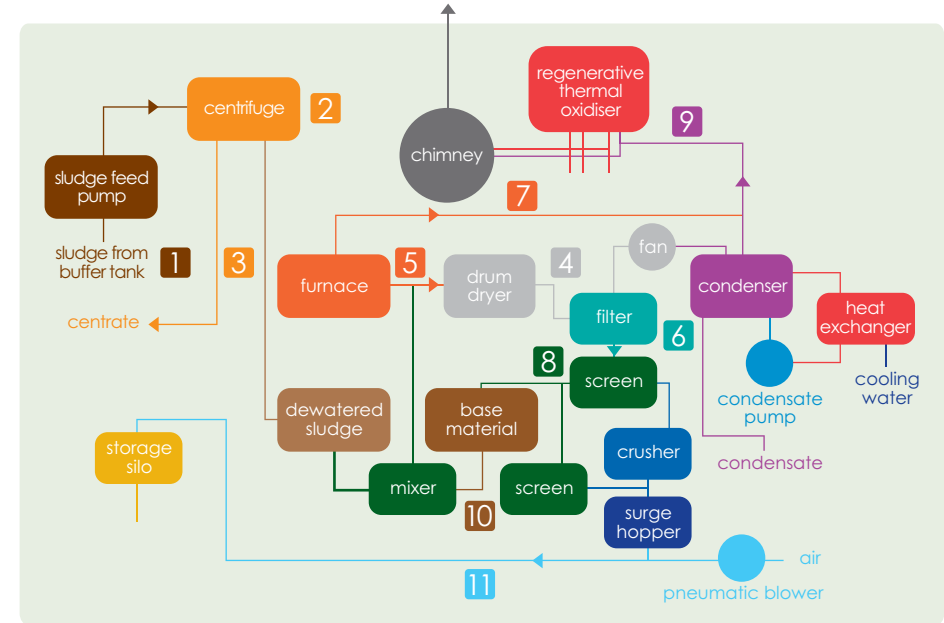 regenerative
thermal
oxidiser
centrifuge
2
9
chimney
sludge feed
pump
7
sludge from
buffer tank
1
3
5
4
fan
furnace
drum
dryer
condenser
filter
6
heat
exchanger
centrate
8
screen
cooling
water
condensate
pump
dewatered
sludge
base
material
storage
silo
crusher
condensate
mixer
screen
10
surge
hopper
air
11
pneumatic blower